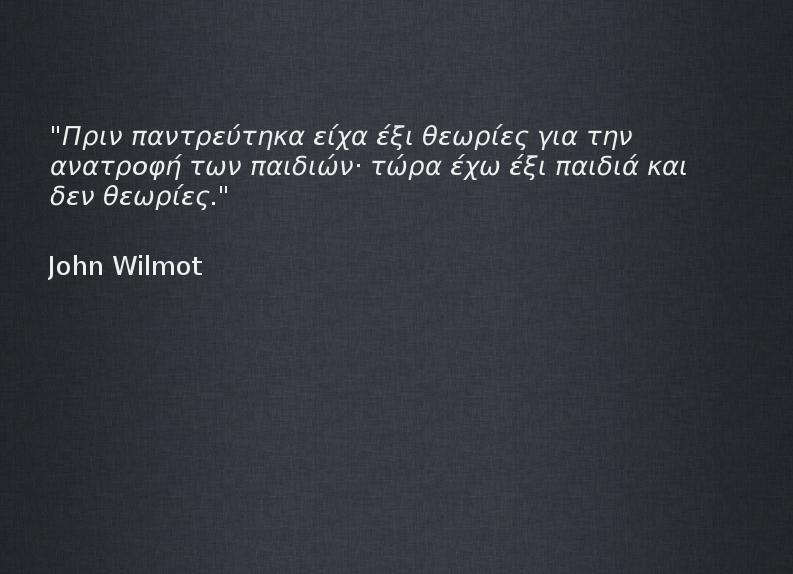 "Πριν παντρεύτηκα είχα έξι θεωρίες για την
ανατροφή των παιδιών· τώρα έχω έξι παιδιά και
δεν θεωρίες."
John Wilmot